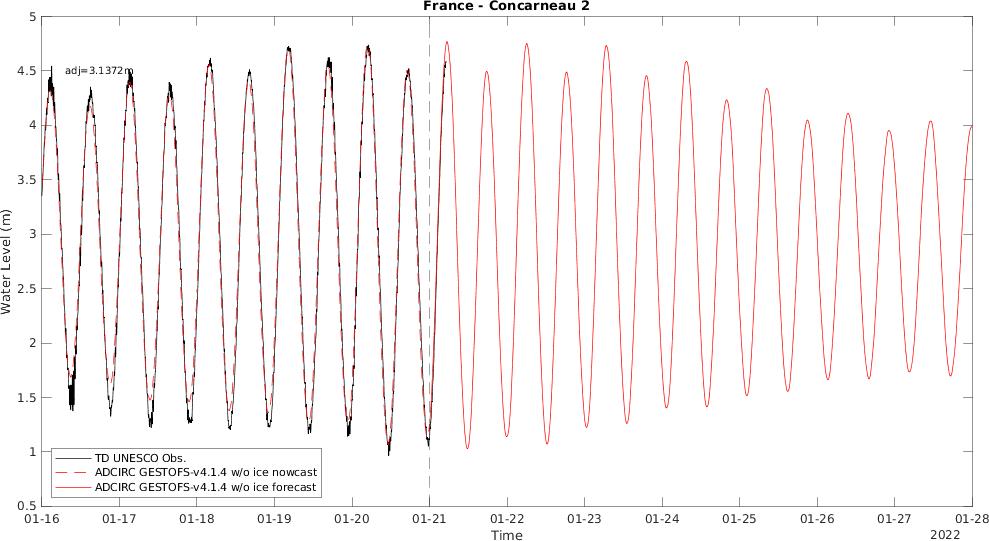 France - Concarneau 2
adj=3.1372m
Water Level (m)
5
4.5
4
3.5
3
2.5
2
1.5
1
0.5
TD UNESCO Obs.
ADCIRC GESTOFS-v4.1.4 w/o ice nowcast
ADCIRC GESTOFS-v4.1.4 w/o ice forecast
01-16 01-17 01-18 01-19 01-20 01-21 01-22 01-23 01-24 01-25 01-26 01-27 01-28
Time
2022